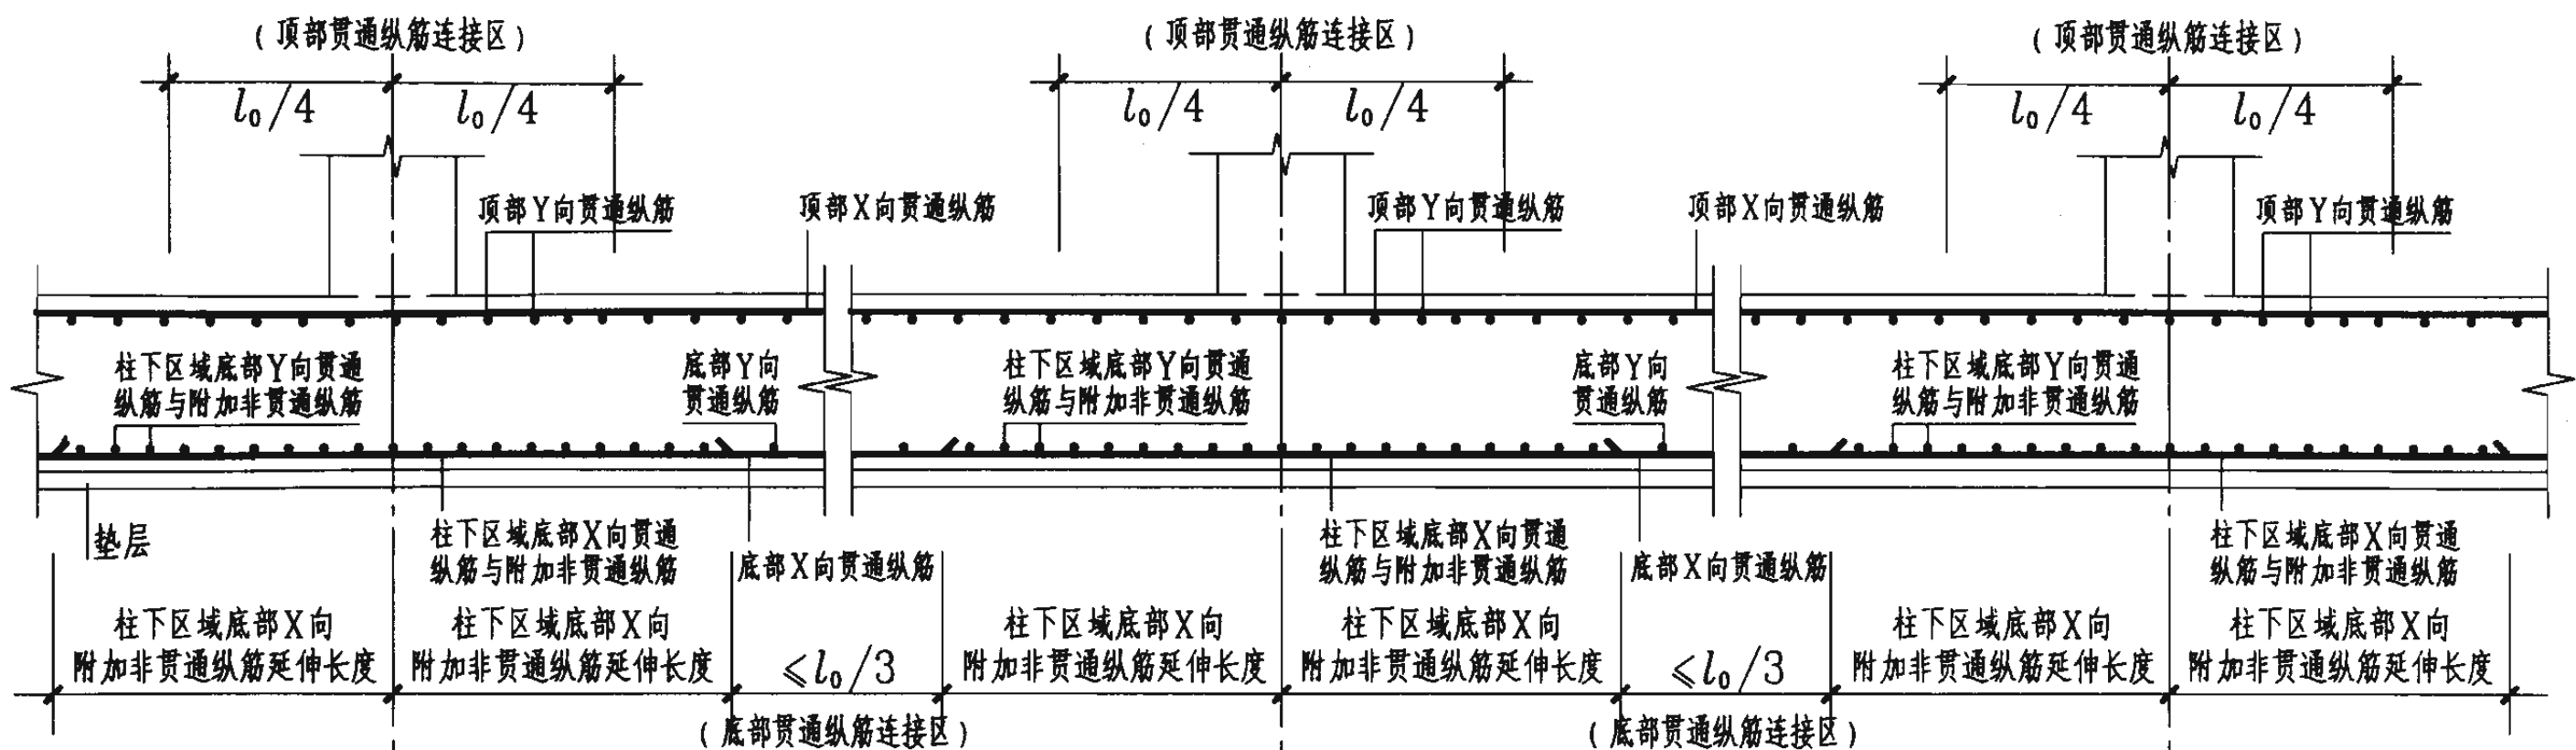 (顶部贯通纵筋连接区)
(顶部贯通纵筋连接区)
(顶部贯通纵筋连接区)
l₀/4
l₀/4
l₀/4
l₀/4
l₀/4
l₀/4
顶部Y向贯通纵筋
顶部X向贯通纵筋
顶部Y向贯通纵筋
顶部X向贯通纵筋
顶部Y向贯通纵筋
柱下区域底部Y向贯通
纵筋与附加非贯通纵筋
底部Y向
贯通纵筋
柱下区域底部Y向贯通
纵筋与附加非贯通纵筋
底部Y向
贯通纵筋
柱下区域底部Y向贯通
纵筋与附加非贯通纵筋
垫层
柱下区域底部X向贯通
纵筋与附加非贯通纵筋
底部X向贯通纵筋
柱下区域底部X向贯通
纵筋与附加非贯通纵筋
底部X向贯通纵筋
柱下区域底部X向贯通
纵筋与附加非贯通纵筋
柱下区域底部X向
附加非贯通纵筋延伸长度
柱下区域底部X向
附加非贯通纵筋延伸长度
≤l₀/3
柱下区域底部X向
附加非贯通纵筋延伸长度
柱下区域底部X向
附加非贯通纵筋延伸长度
≤l₀/3
柱下区域底部X向
附加非贯通纵筋延伸长度
柱下区域底部X向
附加非贯通纵筋延伸长度
(底部贯通纵筋连接区)
(底部贯通纵筋连接区)